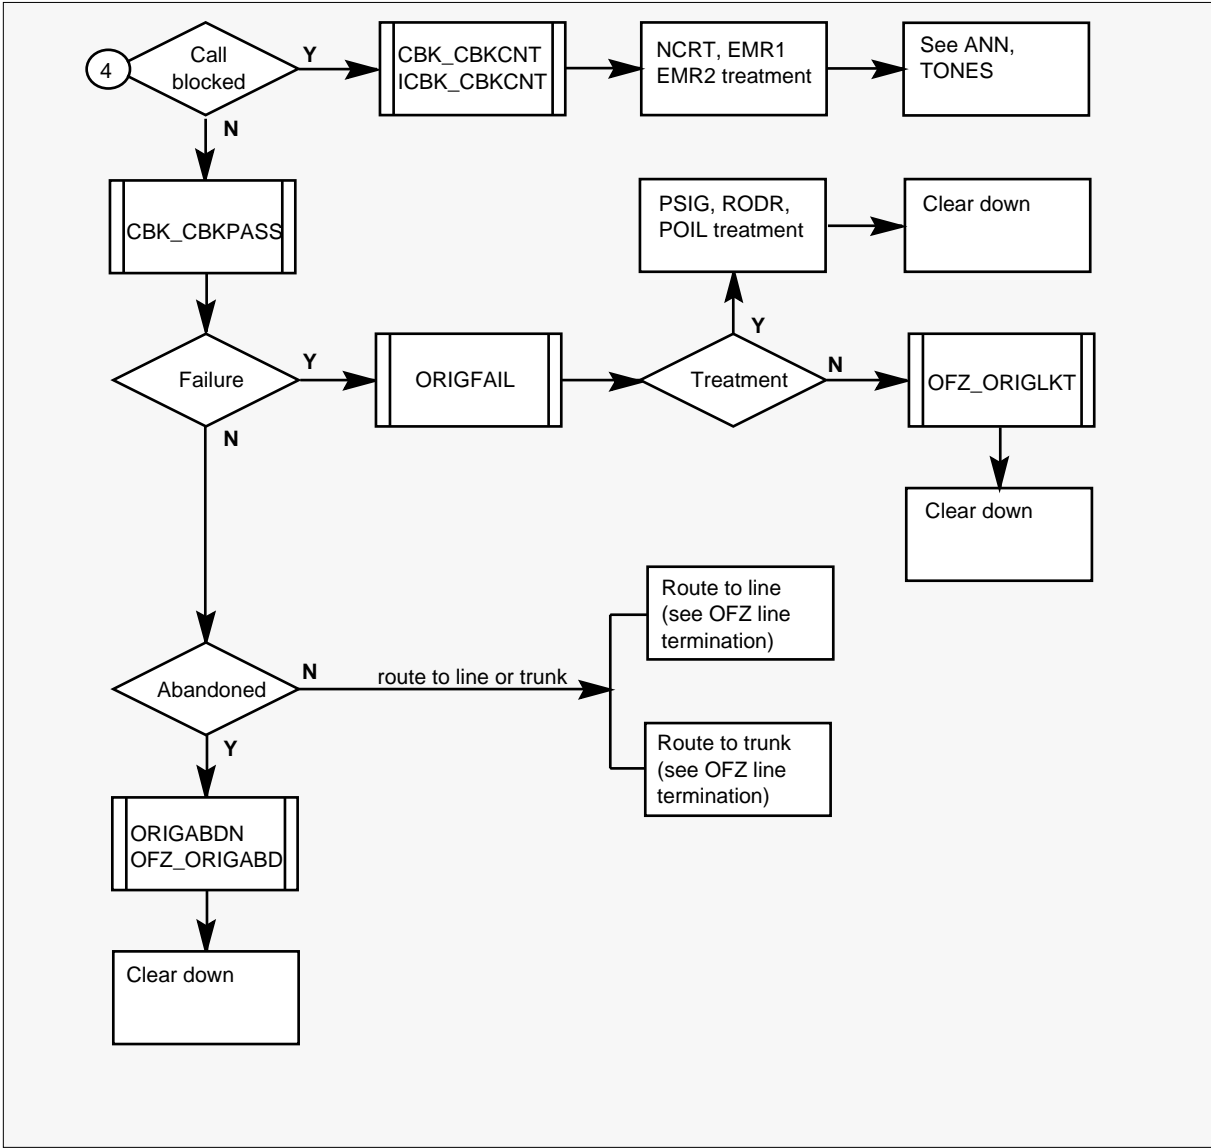 4
Call
blocked
Y
CBK_CBKCNT
ICBK_CBKCNT
NCRT, EMR1
EMR2 treatment
See ANN,
TONES
N
CBK_CBKPASS
PSIG, RODR,
POIL treatment
Clear down
Y
Failure
Y
ORIGFAIL
Treatment
N
OFZ_ORIGLKT
N
Clear down
Route to line
(see OFZ line
termination)
Abandoned
N
route to line or trunk
Route to trunk
(see OFZ line
termination)
Y
ORIGABDN
OFZ_ORIGABD
Clear down